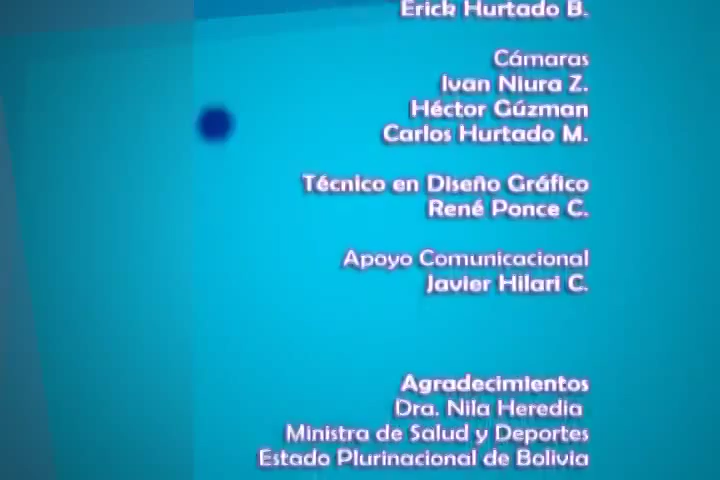 Erick Hurtado B.
Cámaras
Ivan Niura Z.
Héctor Gúzman
Carlos Hurtado M.
Técnico en Diseño Gráfico
René Ponce C.
Apoyo Comunicacional
Javier Hilari C.
Agradecimientos
Dra. Nila Heredia
Ministra de Salud y Deportes
Estado Plurinacional de Bolivia